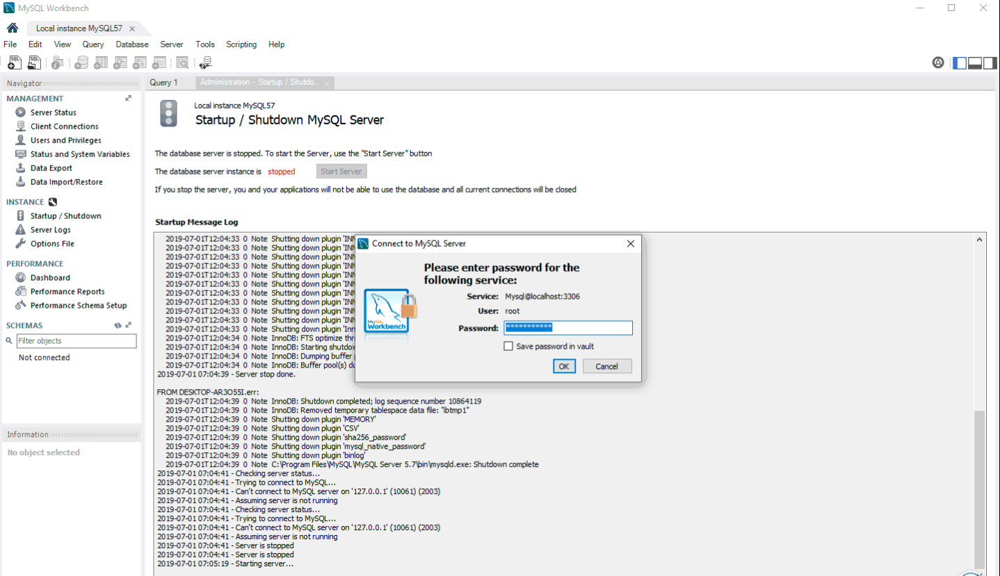 MySQL Workbench
Local instance MySQL57
File Edit View Query Database Server Tools Scripting Help
SQL SQL
Navigator
MANAGEMENT
Server Status
Client Connections
Users and Privileges
Status and System Variables
Data Export
Data Import/Restore
INSTANCE
Startup / Shutdown
Server Logs
Options File
PERFORMANCE
Dashboard
Performance Reports
Performance Schema Setup
SCHEMAS
Filter objects
Not connected
Information
No object selected
Query 1
Administration - Startup / Shutdo...
Local instance MySQL57
Startup / Shutdown MySQL Server
The database server is stopped. To start the Server, use the "Start Server" button
The database server instance is stopped Start Server
If you stop the server, you and your applications will not be able to use the database and all current connections will be closed
Startup Message Log
2019-07-01T12:04:33 0 Note Shutting down plugin 'INN
2019-07-01T12:04:33 0 Note Shutting down plugin 'INN
2019-07-01T12:04:33 0 Note Shutting down plugin 'INN
2019-07-01T12:04:33 0 Note Shutting down plugin 'INN
2019-07-01T12:04:33 0 Note Shutting down plugin 'INN
2019-07-01T12:04:33 0 Note Shutting down plugin 'INN
2019-07-01T12:04:33 0 Note Shutting down plugin 'INN
2019-07-01T12:04:33 0 Note Shutting down plugin 'INN
2019-07-01T12:04:33 0 Note Shutting down plugin 'INN
2019-07-01T12:04:33 0 Note Shutting down plugin 'INN
2019-07-01T12:04:33 0 Note Shutting down plugin 'Inn
2019-07-01T12:04:34 0 Note InnoDB: FTS optimize thr
2019-07-01T12:04:34 0 Note InnoDB: Starting shutdow
2019-07-01T12:04:34 0 Note InnoDB: Dumping buffer
2019-07-01T12:04:34 0 Note InnoDB: Buffer pool(s) du
2019-07-01 07:04:39 - Server stop done.
FROM DESKTOP-AR3O55I.err:
2019-07-01T12:04:39 0 Note InnoDB: Shutdown completed; log sequence number 10864119
2019-07-01T12:04:39 0 Note InnoDB: Removed temporary tablespace data file: "ibtmp1"
2019-07-01T12:04:39 0 Note Shutting down plugin 'MEMORY'
2019-07-01T12:04:39 0 Note Shutting down plugin 'CSV'
2019-07-01T12:04:39 0 Note Shutting down plugin 'sha256_password'
2019-07-01T12:04:39 0 Note Shutting down plugin 'mysql_native_password'
2019-07-01T12:04:39 0 Note Shutting down plugin 'binlog'
2019-07-01T12:04:39 0 Note C:\Program Files\MySQL\MySQL Server 5.7\bin\mysqld.exe: Shutdown complete
2019-07-01 07:04:41 - Checking server status...
2019-07-01 07:04:41 - Trying to connect to MySQL...
2019-07-01 07:04:41 - Can't connect to MySQL server on '127.0.0.1' (10061) (2003)
2019-07-01 07:04:41 - Assuming server is not running
2019-07-01 07:04:41 - Checking server status...
2019-07-01 07:04:41 - Trying to connect to MySQL...
2019-07-01 07:04:41 - Can't connect to MySQL server on '127.0.0.1' (10061) (2003)
2019-07-01 07:04:41 - Assuming server is not running
2019-07-01 07:04:41 - Server is stopped
2019-07-01 07:04:41 - Server is stopped
2019-07-01 07:05:19 - Starting server...
Connect to MySQL Server
Please enter password for the
following service:
Service: Mysql@localhost:3306
User: root
Password: ***********
Save password in vault
OK Cancel
MySQL
Workbench